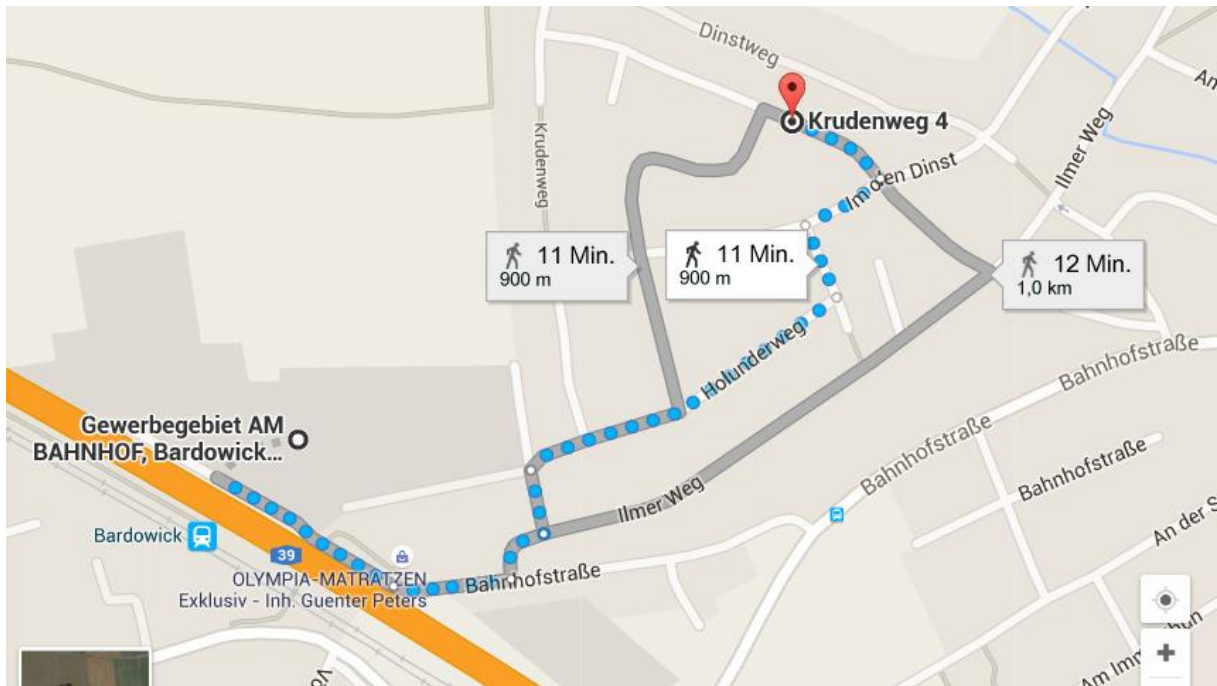 Dinstweg
An
Krudenweg 4
Krudenweg
Ilmer Weg
Im den Dinst
11 Min.
900 m
11 Min.
900 m
12 Min.
1,0 km
Bahnhofstraße
Holunderweg
Gewerbegebiet AM
BAHNHOF, Bardowick...
Bahnhofstraße
Bahnhofstraße
Ilmer Weg
An der S
Bardowick
39
OLYMPIA-MATRATZEN
Exklusiv - Inh. Guenter Peters
Bahnhofstraße
Am Imm
+